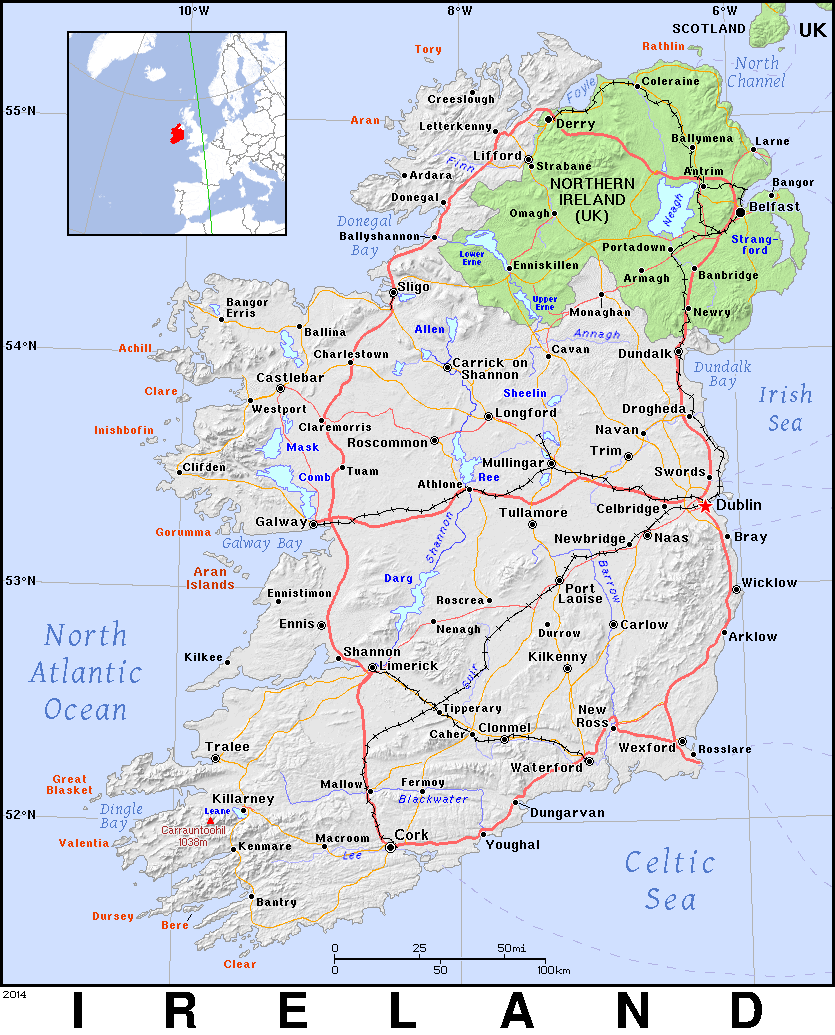 10°W
8°W
6°W
SCOTLAND
UK
Tory
Rathlin
North
Channel
Foyle
Coleraine
Creeslough
55°N
Aran
Letterkenny
Derry
Ballymena
Larne
Lifford
Finn
Strabane
Antrim
Ardara
NORTHERN
IRELAND
(UK)
Bangor
Donegal
Neagh
Belfast
Omagh
Donegal
Bay
Ballyshannon
Portadown
Strang-
ford
Lower
Erne
Enniskillen
Armagh
Banbridge
Sligo
Upper
Erne
Bangor
Erris
Monaghan
Newry
Ballina
Allen
Annagh
54°N
Achill
Charlestown
Cavan
Dundalk
Carrick on
Shannon
Dundalk
Bay
Castlebar
Clare
Sheelin
Irish
Sea
Westport
Longford
Drogheda
Inishbofin
Claremorris
Navan
Roscommon
Mask
Trim
Clifden
Tuam
Mullingar
Swords
Comb
Athlone
Ree
Dublin
Galway
Tullamore
Celbridge
Gorumna
Galway Bay
Shannon
Newbridge
Naas
Bray
Aran
Islands
53°N
Darg
Barrow
Wicklow
Ennistimon
Port
Laoise
Roscrea
Ennis
Nenagh
Durrow
Carlow
Arklow
North
Atlantic
Ocean
Shannon
Kilkee
Limerick
Kilkenny
Suir
Tipperary
New
Ross
Caher
Clonmel
Tralee
Wexford
Rosslare
Waterford
Great
Blasket
Mallow
Fermoy
Killarney
Blackwater
Dingle
Bay
Leane
52°N
Dungarvan
Carrauntoohil
1038m
Valentia
Macroom
Cork
Kenmare
Youghal
Lee
Celtic
Sea
Bantry
Dursey
Bere
Clear
0 25 50mi
0 50 100km
2014
I R E L A N D